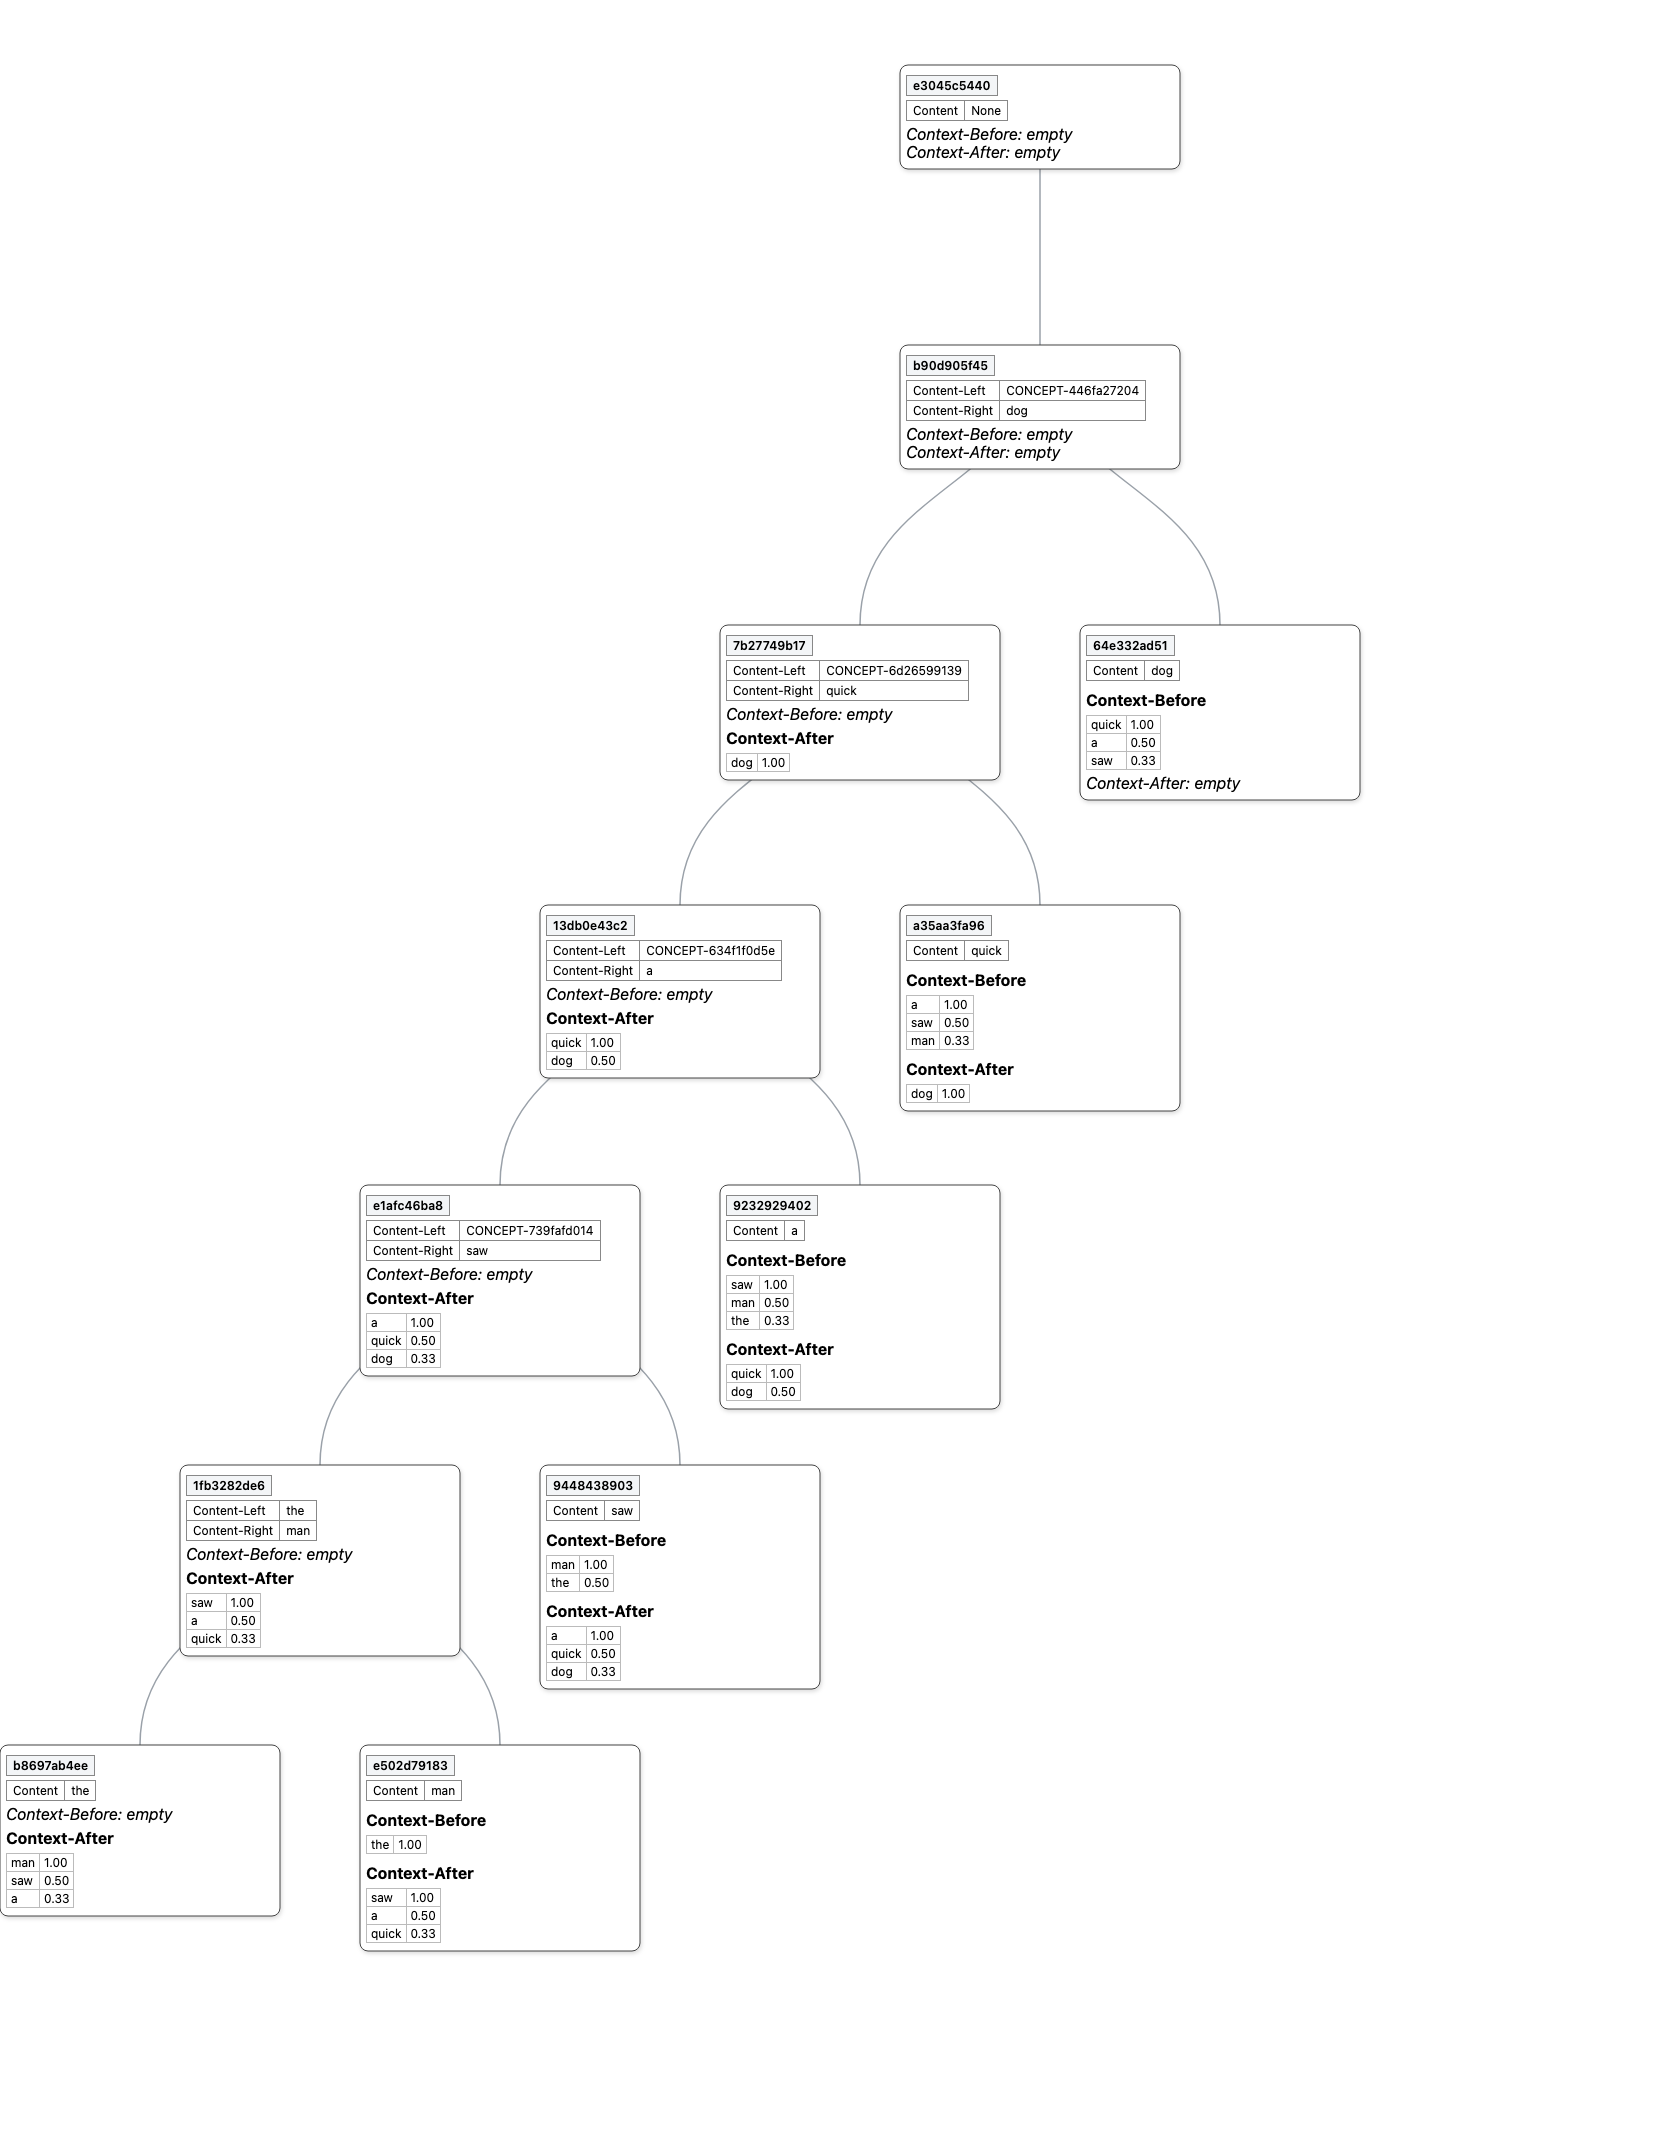 e3045c5440
Content None
Context-Before: empty
Context-After: empty
b90d905f45
Content-Left CONCEPT-446fa27204
Content-Right dog
Context-Before: empty
Context-After: empty
7b27749b17
Content-Left CONCEPT-6d26599139
Content-Right quick
Context-Before: empty
Context-After
dog 1.00
64e332ad51
Content dog
Context-Before
quick 1.00
a 0.50
saw 0.33
Context-After: empty
13db0e43c2
Content-Left CONCEPT-634f1f0d5e
Content-Right a
Context-Before: empty
Context-After
quick 1.00
dog 0.50
a35aa3fa96
Content quick
Context-Before
a 1.00
saw 0.50
man 0.33
Context-After
dog 1.00
e1afc46ba8
Content-Left CONCEPT-739fafd014
Content-Right saw
Context-Before: empty
Context-After
a 1.00
quick 0.50
dog 0.33
9232929402
Content a
Context-Before
saw 1.00
man 0.50
the 0.33
Context-After
quick 1.00
dog 0.50
1fb3282de6
Content-Left the
Content-Right man
Context-Before: empty
Context-After
saw 1.00
a 0.50
quick 0.33
9448438903
Content saw
Context-Before
man 1.00
the 0.50
Context-After
a 1.00
quick 0.50
dog 0.33
b8697ab4ee
Content the
Context-Before: empty
Context-After
man 1.00
saw 0.50
a 0.33
e502d79183
Content man
Context-Before
the 1.00
Context-After
saw 1.00
a 0.50
quick 0.33